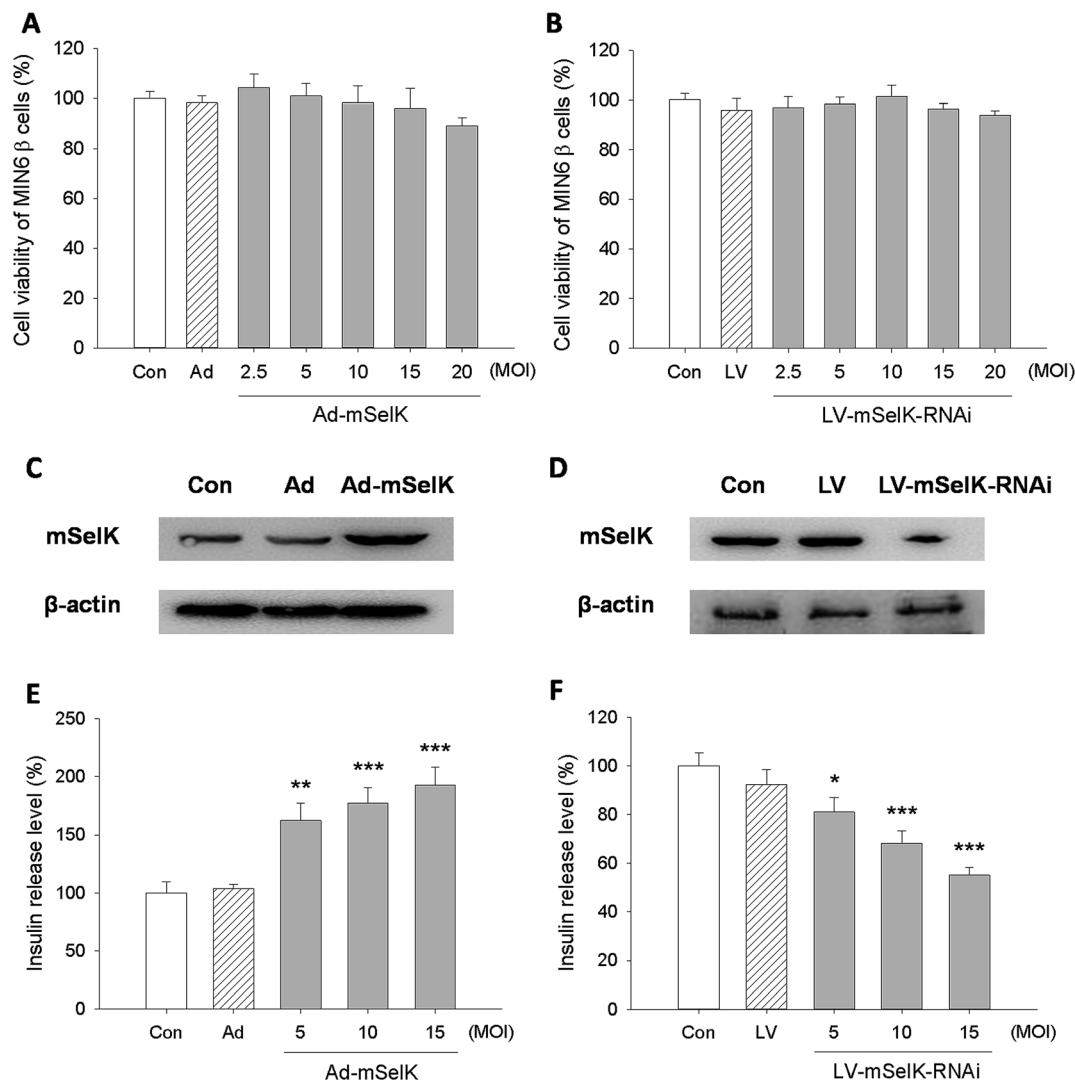 A
Cell viability of MIN6 β cells (%)
120
100
80
60
40
20
0
Con Ad 2.5 5 10 15 20 (MOI)
Ad-mSelK
B
Cell viability of MIN6 β cells (%)
120
100
80
60
40
20
0
Con LV 2.5 5 10 15 20 (MOI)
LV-mSelK-RNAi
C
Con Ad Ad-mSelK
mSelK
β-actin
D
Con LV LV-mSelK-RNAi
mSelK
β-actin
E
Insulin release level (%)
250
200
150
100
50
0
** *** ***
Con Ad 5 10 15 (MOI)
Ad-mSelK
F
Insulin release level (%)
120
100
80
60
40
20
0
* *** ***
Con LV 5 10 15 (MOI)
LV-mSelK-RNAi